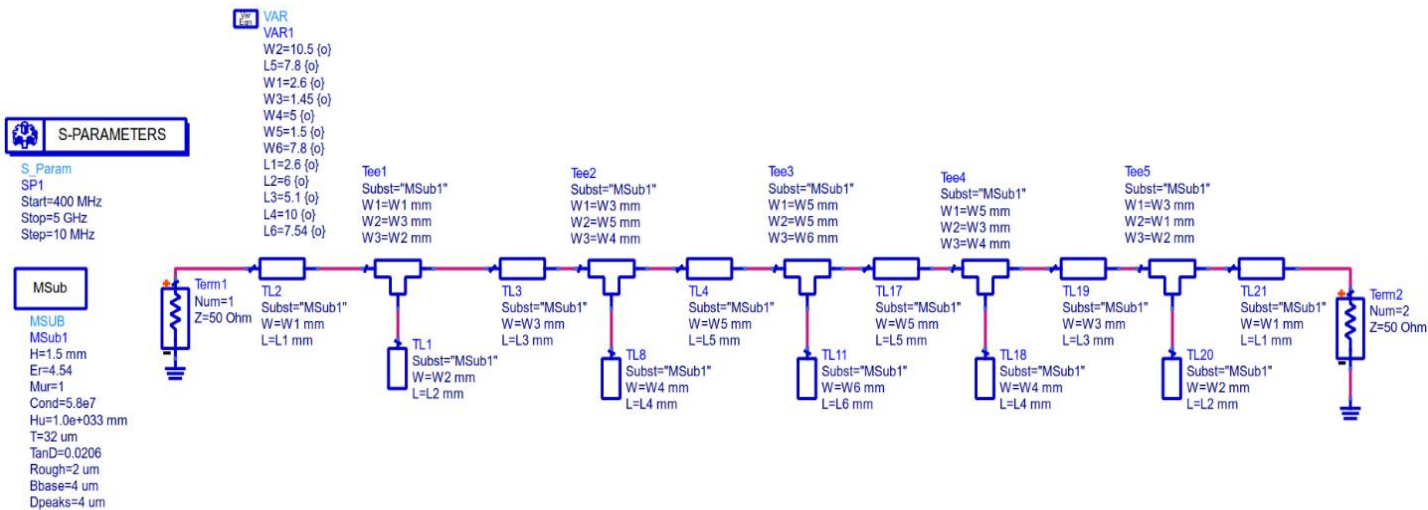 Var
Eqn
VAR
VAR1
W2=10.5 {o}
L5=7.8 {o}
W1=2.6 {o}
W3=1.45 {o}
W4=5 {o}
W5=1.5 {o}
W6=7.8 {o}
L1=2.6 {o}
L2=6 {o}
L3=5.1 {o}
L4=10 {o}
L6=7.54 {o}
S-PARAMETERS
S_Param
SP1
Start=400 MHz
Stop=5 GHz
Step=10 MHz
MSub
MSUB
MSub1
H=1.5 mm
Er=4.54
Mur=1
Cond=5.8e7
Hu=1.0e+033 mm
T=32 um
TanD=0.0206
Rough=2 um
Bbase=4 um
Dpeaks=4 um
Term1
Num=1
Z=50 Ohm
TL2
Subst="MSub1"
W=W1 mm
L=L1 mm
Tee1
Subst="MSub1"
W1=W1 mm
W2=W3 mm
W3=W2 mm
TL1
Subst="MSub1"
W=W2 mm
L=L2 mm
TL3
Subst="MSub1"
W=W3 mm
L=L3 mm
Tee2
Subst="MSub1"
W1=W3 mm
W2=W5 mm
W3=W4 mm
TL8
Subst="MSub1"
W=W4 mm
L=L4 mm
TL4
Subst="MSub1"
W=W5 mm
L=L5 mm
Tee3
Subst="MSub1"
W1=W5 mm
W2=W5 mm
W3=W6 mm
TL11
Subst="MSub1"
W=W6 mm
L=L6 mm
TL17
Subst="MSub1"
W=W5 mm
L=L5 mm
Tee4
Subst="MSub1"
W1=W5 mm
W2=W3 mm
W3=W4 mm
TL18
Subst="MSub1"
W=W4 mm
L=L4 mm
TL19
Subst="MSub1"
W=W3 mm
L=L3 mm
Tee5
Subst="MSub1"
W1=W3 mm
W2=W1 mm
W3=W2 mm
TL20
Subst="MSub1"
W=W2 mm
L=L2 mm
TL21
Subst="MSub1"
W=W1 mm
L=L1 mm
Term2
Num=2
Z=50 Ohm